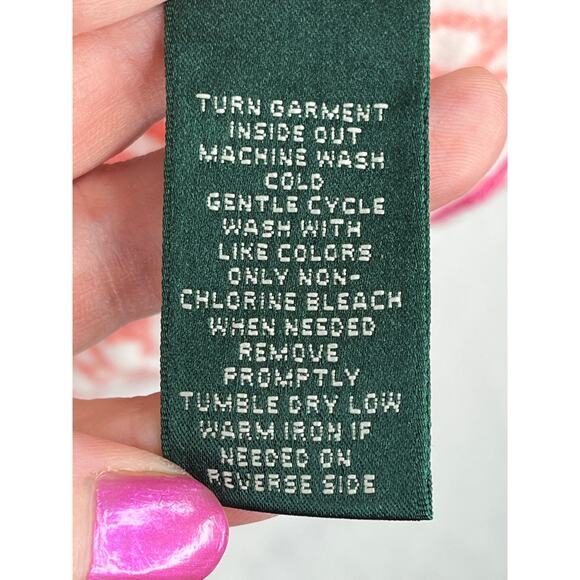 TURN GARMENT
INSIDE OUT
MACHINE WASH
COLD
GENTLE CYCLE
WASH WITH
LIKE COLORS
ONLY NON-
CHLORINE BLEACH
WHEN NEEDED
REMOVE
PROMPTLY
TUMBLE DRY LOW
WARM IRON IF
NEEDED ON
REVERSE SIDE